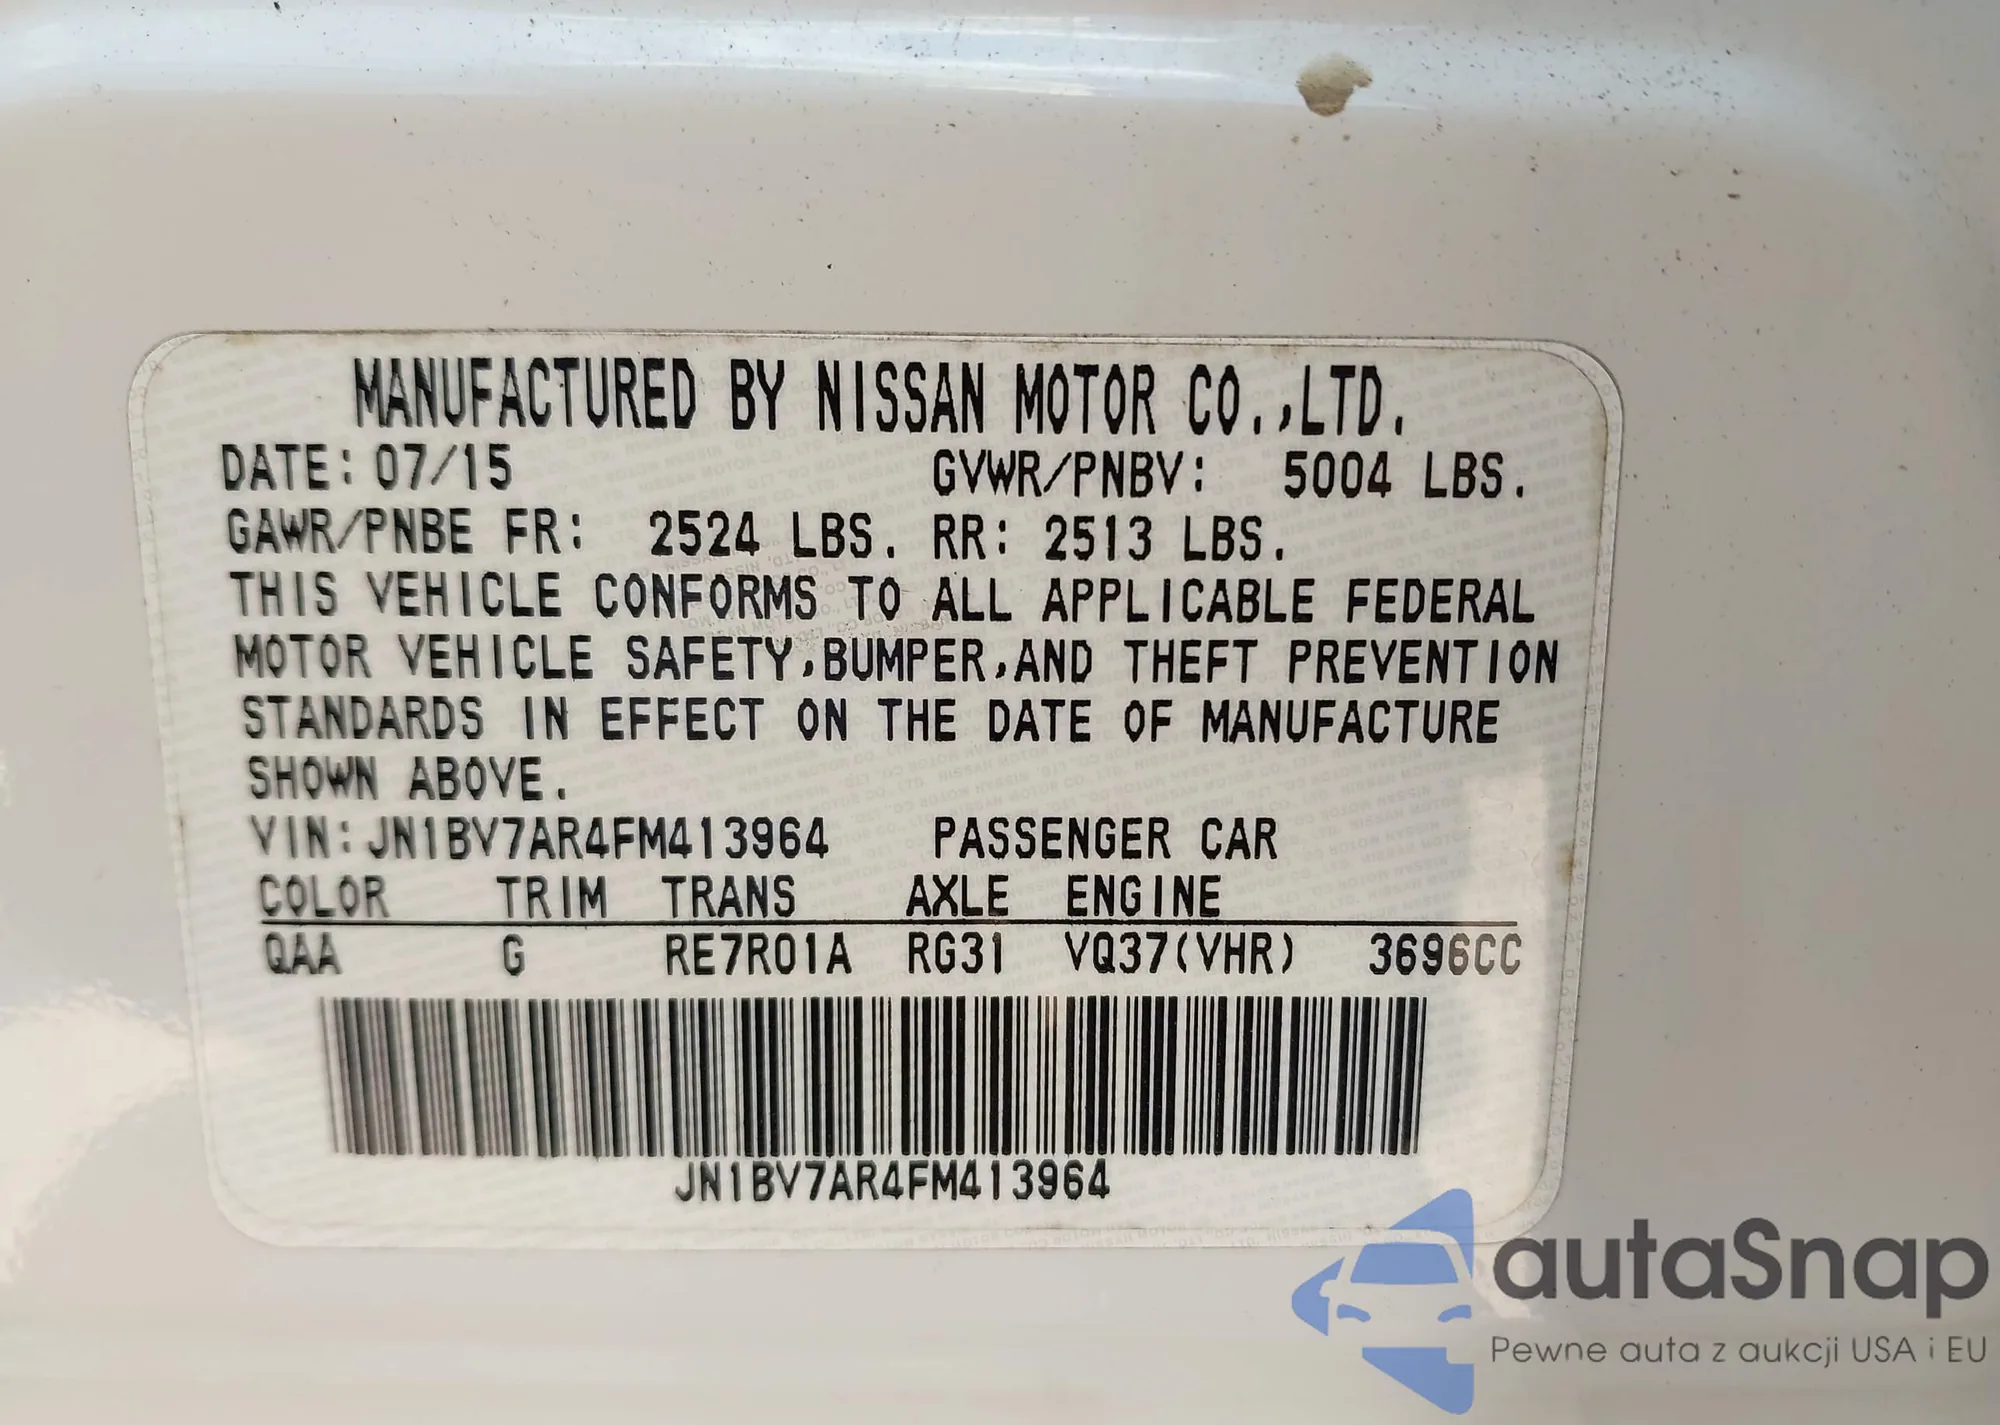 MANUFACTURED BY NISSAN MOTOR CO.,LTD.
DATE: 07/15 GVWR/PNBV: 5004 LBS.
GAWR/PNBE FR: 2524 LBS. RR: 2513 LBS.
THIS VEHICLE CONFORMS TO ALL APPLICABLE FEDERAL
MOTOR VEHICLE SAFETY,BUMPER,AND THEFT PREVENTION
STANDARDS IN EFFECT ON THE DATE OF MANUFACTURE
SHOWN ABOVE.
VIN:JN1BV7AR4FM413964 PASSENGER CAR
COLOR TRIM TRANS AXLE ENGINE
QAA G RE7R01A RG31 VQ37(VHR) 3696CC
JN1BV7AR4FM413964
autaSnap
Pewne auta z aukcji USA i EU